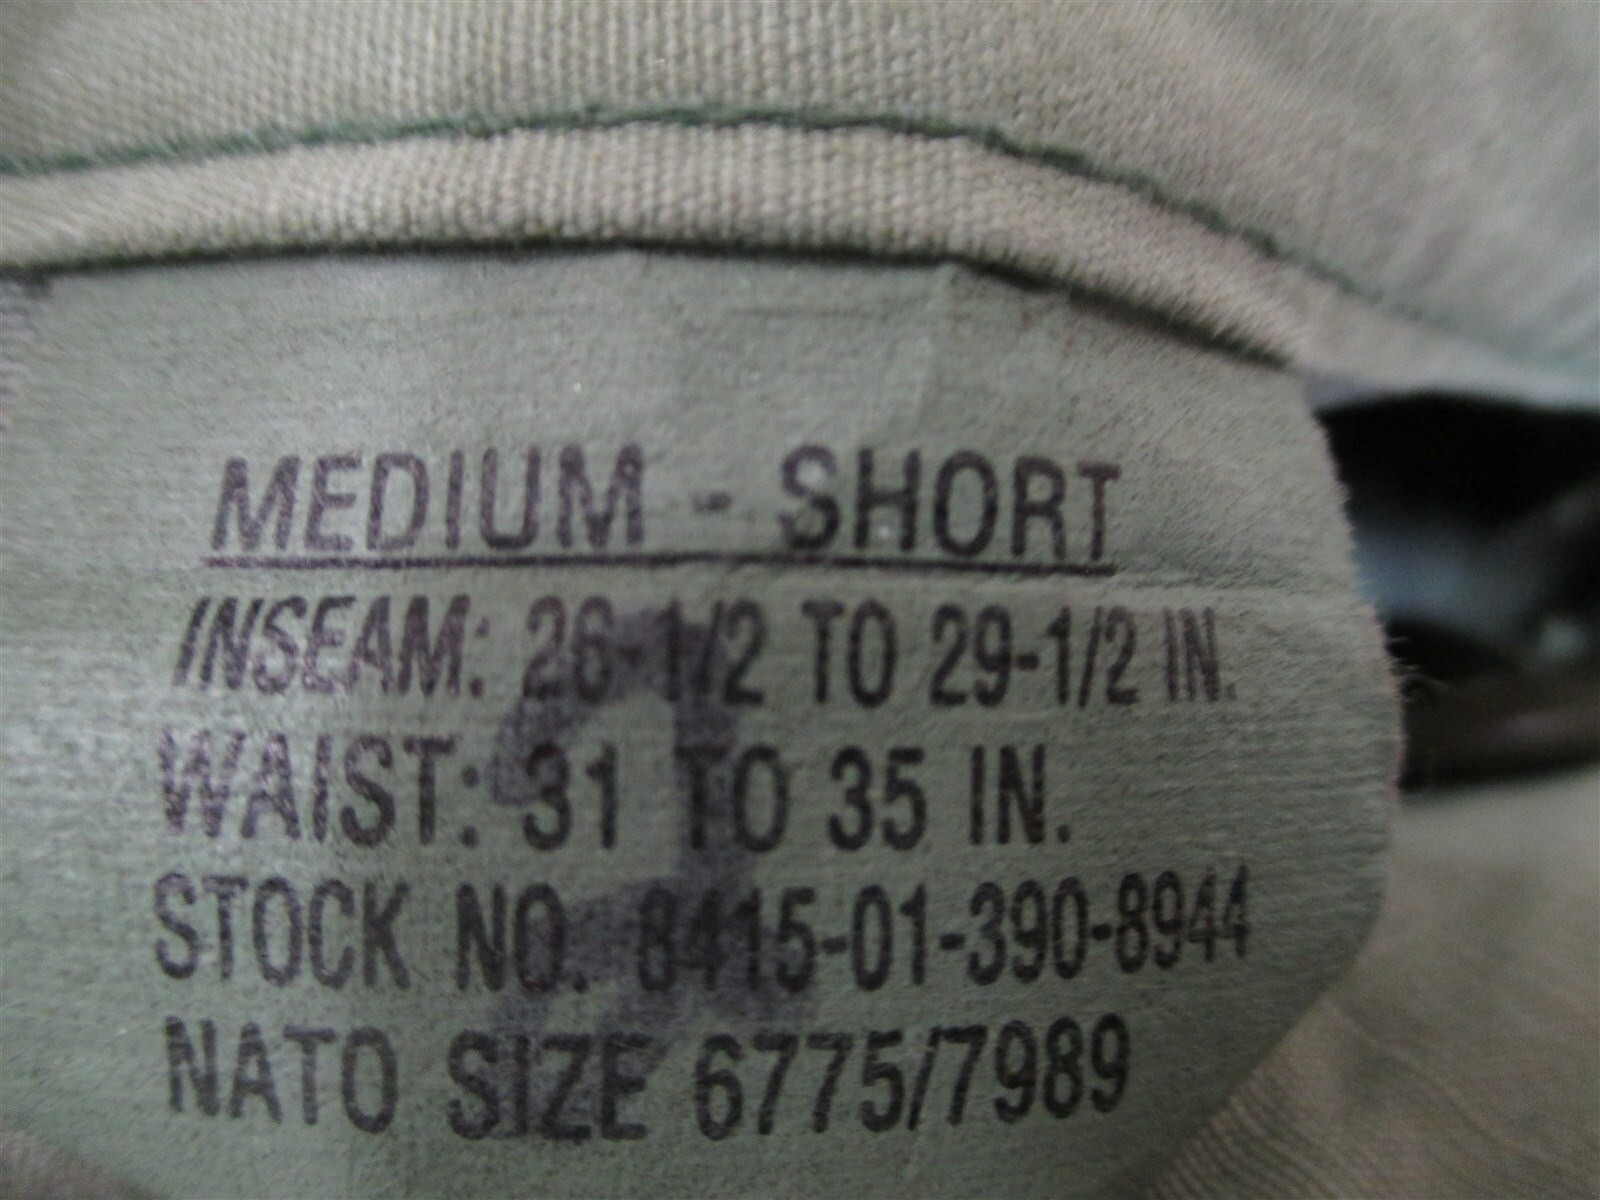 MEDIUM - SHORT
INSEAM: 26-1/2 TO 29-1/2 IN.
WAIST: 31 TO 35 IN.
STOCK NO. 8415-01-390-8944
NATO SIZE 6775/7989